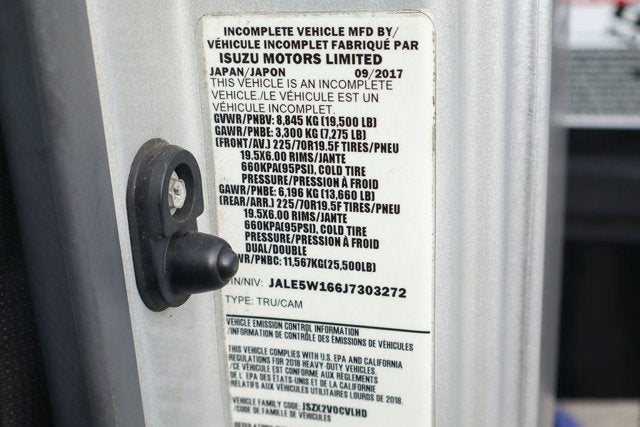 INCOMPLETE VEHICLE MFD BY/
VÉHICULE INCOMPLET FABRIQUÉ PAR
ISUZU MOTORS LIMITED
JAPAN/JAPON 09/2017
THIS VEHICLE IS AN INCOMPLETE
VEHICLE./LE VÉHICULE EST UN
VÉHICULE INCOMPLET.
GVWR/PNBV: 8,845 KG (19,500 LB)
GAWR/PNBE: 3,300 KG (7,275 LB)
(FRONT/AV.) 225/70R19.5F TIRES/PNEU
19.5X6.00 RIMS/JANTE
660KPA(95PSI), COLD TIRE
PRESSURE/PRESSION À FROID
GAWR/PNBE: 6,196 KG (13,660 LB)
(REAR/ARR.) 225/70R19.5F TIRES/PNEU
19.5X6.00 RIMS/JANTE
660KPA(95PSI), COLD TIRE
PRESSURE/PRESSION À FROID
DUAL/DOUBLE
WR/PNBC: 11,567KG(25,500LB)
IN/NIV: JALE5W166J7303272
TYPE: TRU/CAM
VEHICLE EMISSION CONTROL INFORMATION
/INFORMATION DE CONTRÔLE DES ÉMISSIONS DE VÉHICULES
THIS VEHICLE COMPLIES WITH U.S. EPA AND CALIFORNIA
REGULATIONS FOR 2018 HEAVY-DUTY VEHICLES.
/CE VÉHICULE EST CONFORME AUX RÈGLEMENTS
DE L' EPA DES ÉTATS-UNIS ET DE LA CALIFORNIE
RELATIFS AUX VÉHICULES UTILITAIRES LOURDS DE 2018.
VEHICLE FAMILY CODE: JSZX2VOCVLHD
/CODE DE FAMILLE DE VÉHICULES